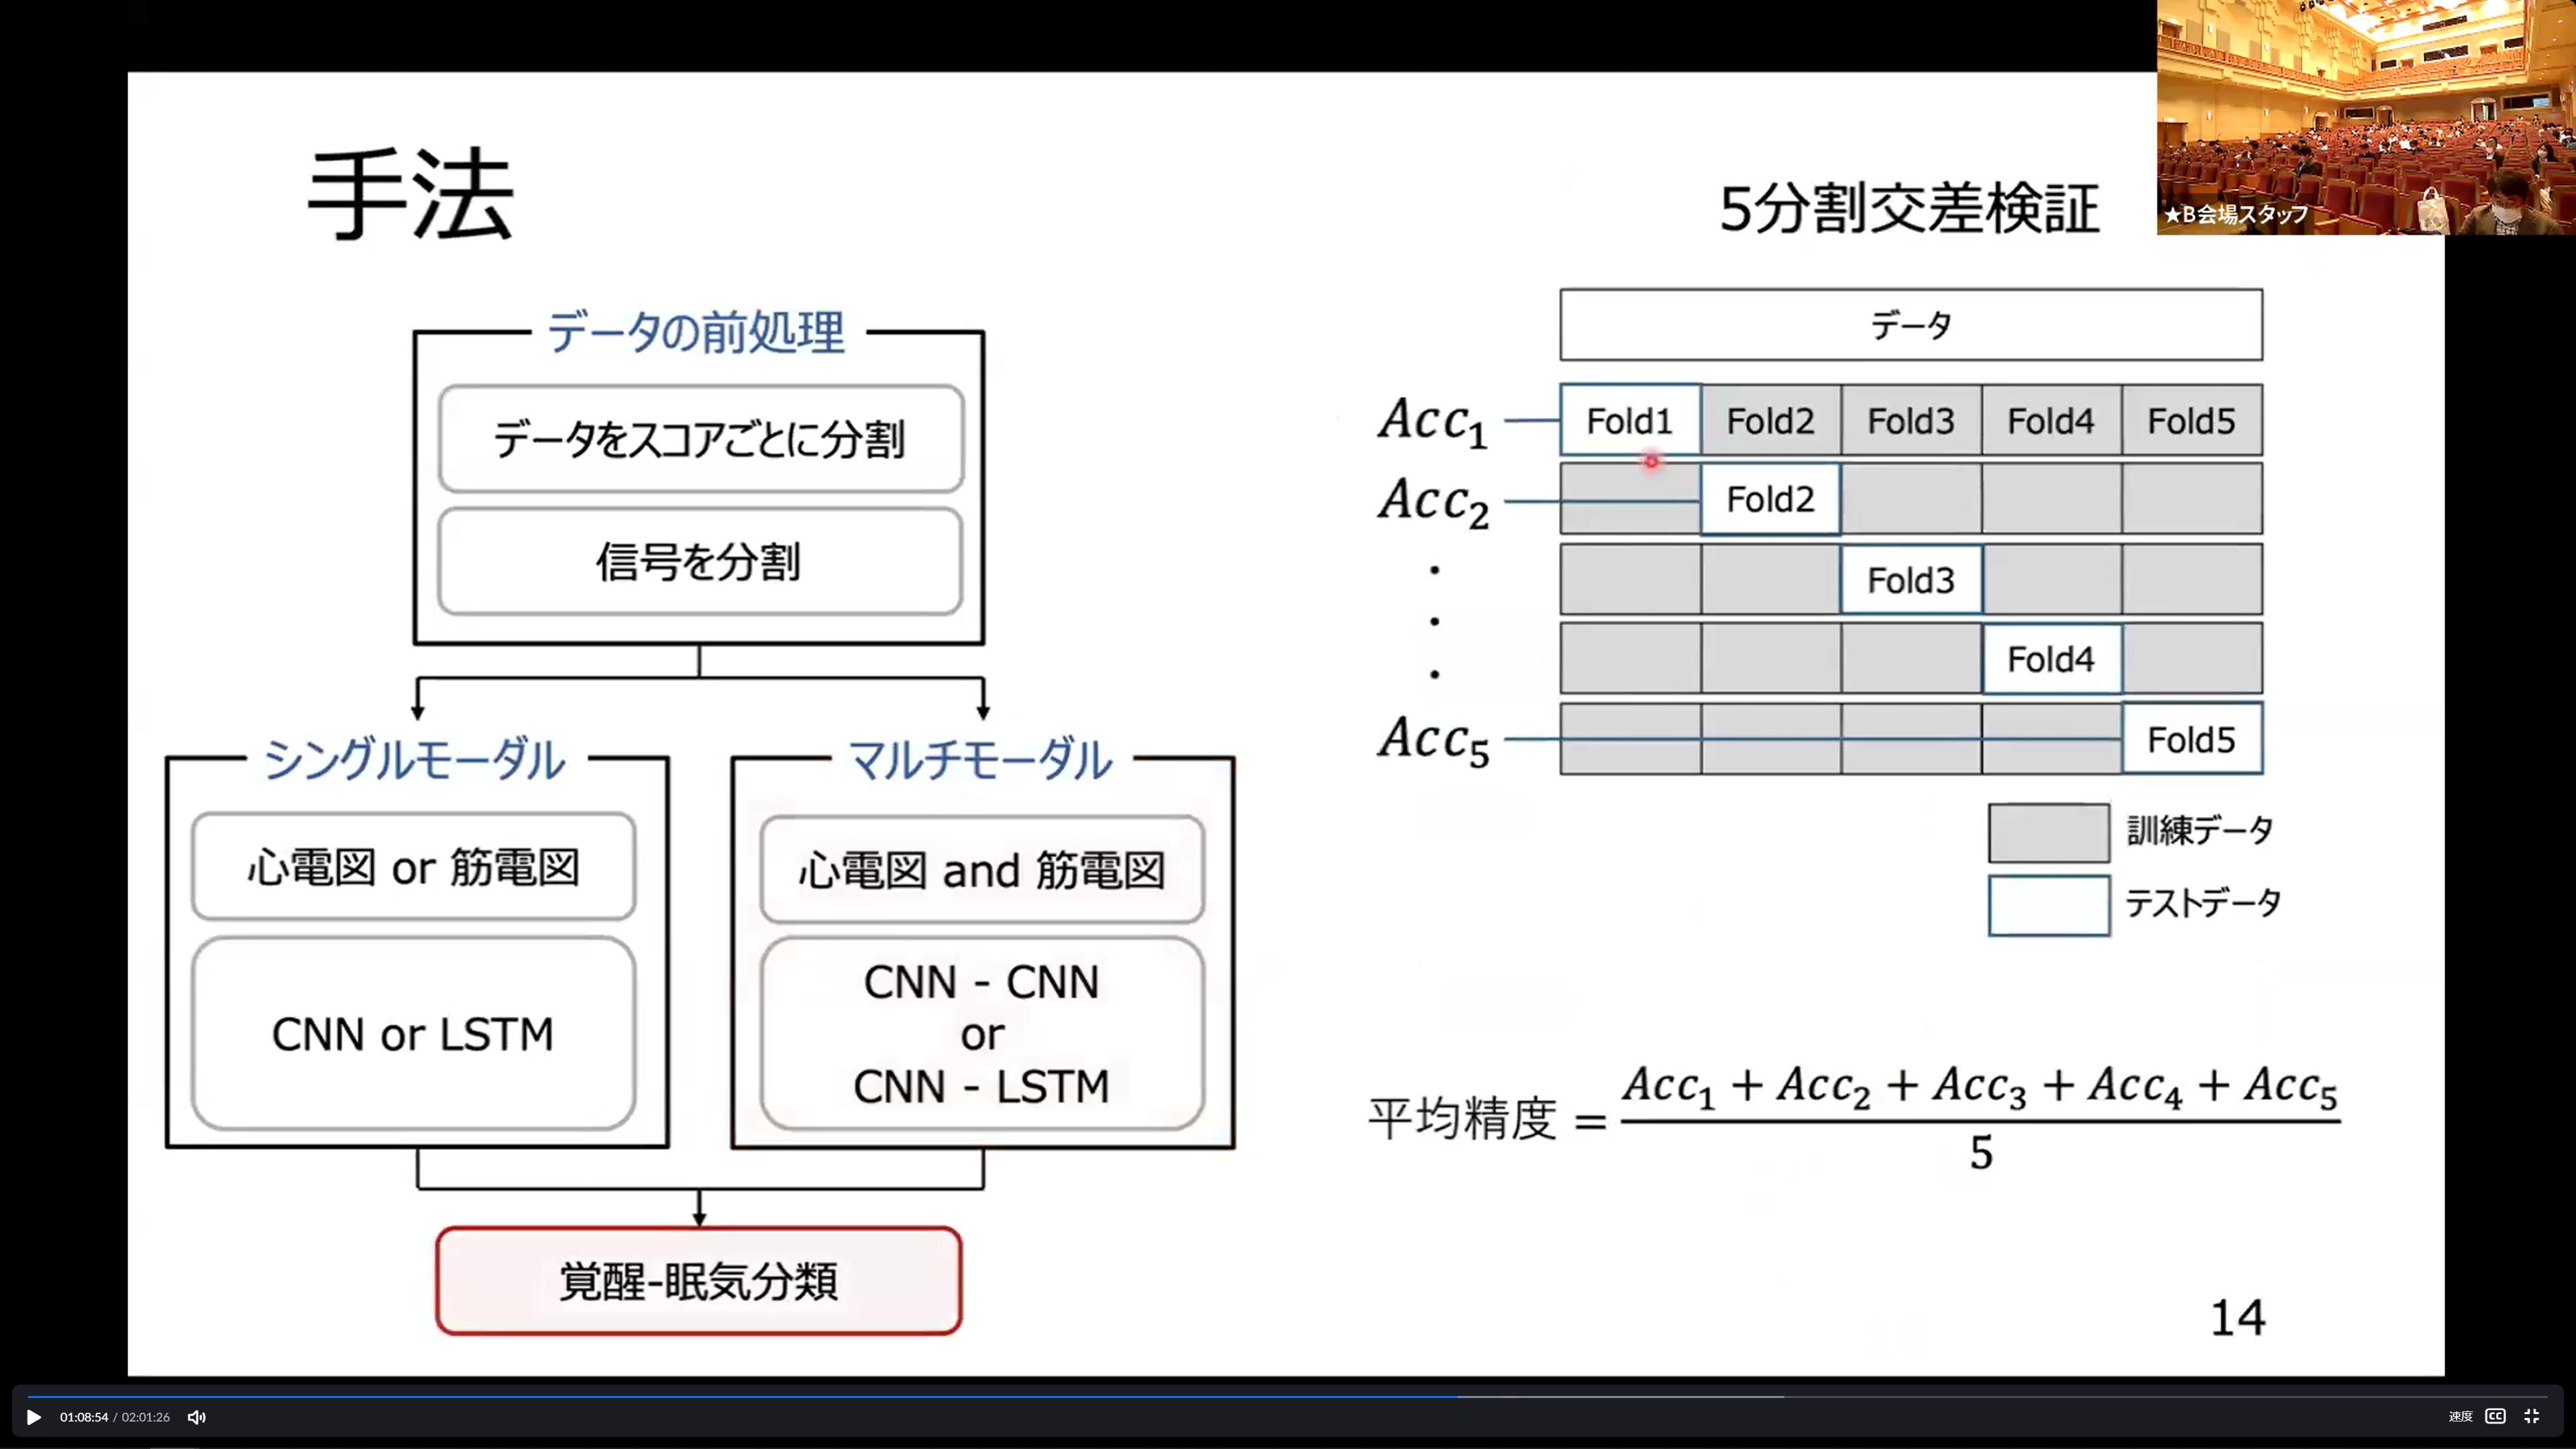 ★B会場スタッフ
手法
データの前処理
データをスコアごとに分割
信号を分割
シングルモーダル
心電図 or 筋電図
CNN or LSTM
マルチモーダル
心電図 and 筋電図
CNN - CNN
or
CNN - LSTM
覚醒-眠気分類
5分割交差検証
データ
Acc₁ Fold1 Fold2 Fold3 Fold4 Fold5
Acc₂ Fold2
Fold3
Fold4
Acc₅ Fold5
訓練データ
テストデータ
平均精度 = (Acc₁ + Acc₂ + Acc₃ + Acc₄ + Acc₅) / 5
14
01:08:54 / 02:01:26
速度 CC